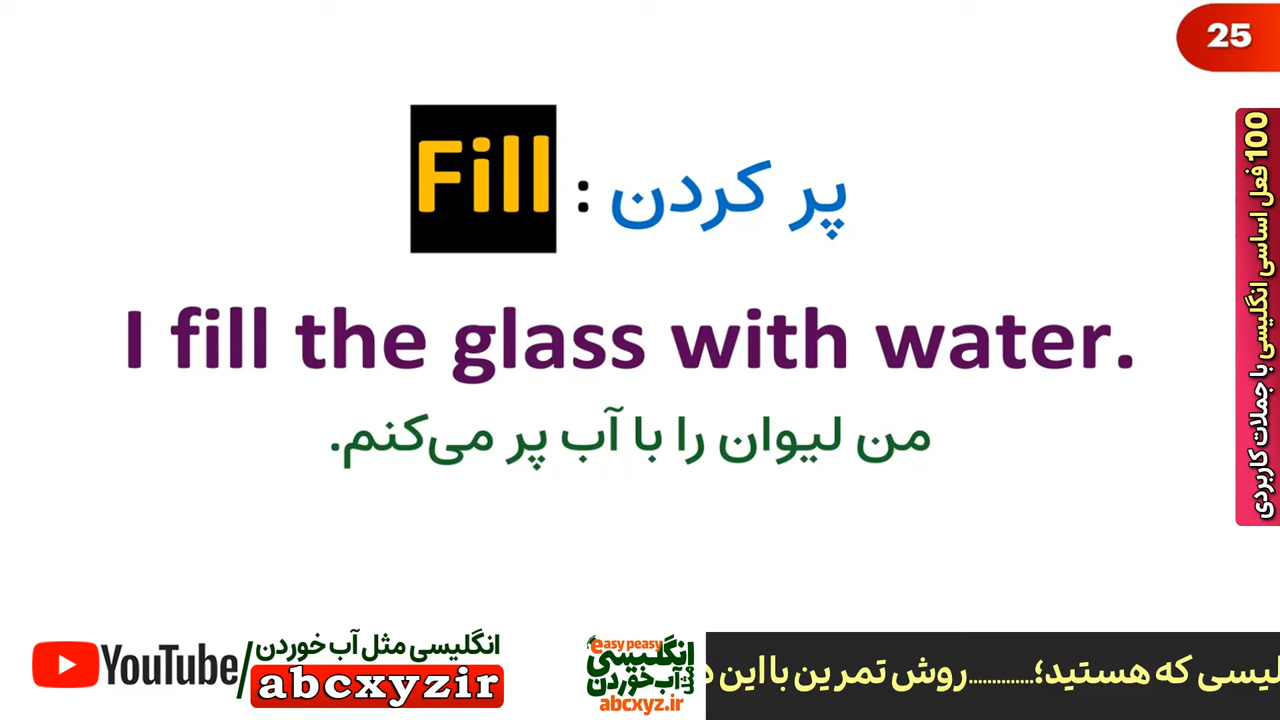 25
Fill : پر کردن
I fill the glass with water.
من لیوان را با آب پر می‌کنم.
100 فعل اساسی انگلیسی با جملات کاربردی
YouTube/
انگلیسی مثل آب خوردن
abcxyzir
easy peasy
انگلیسی
آب خوردن
abcxyz.ir
که هستید؛.............روش تمرین با این